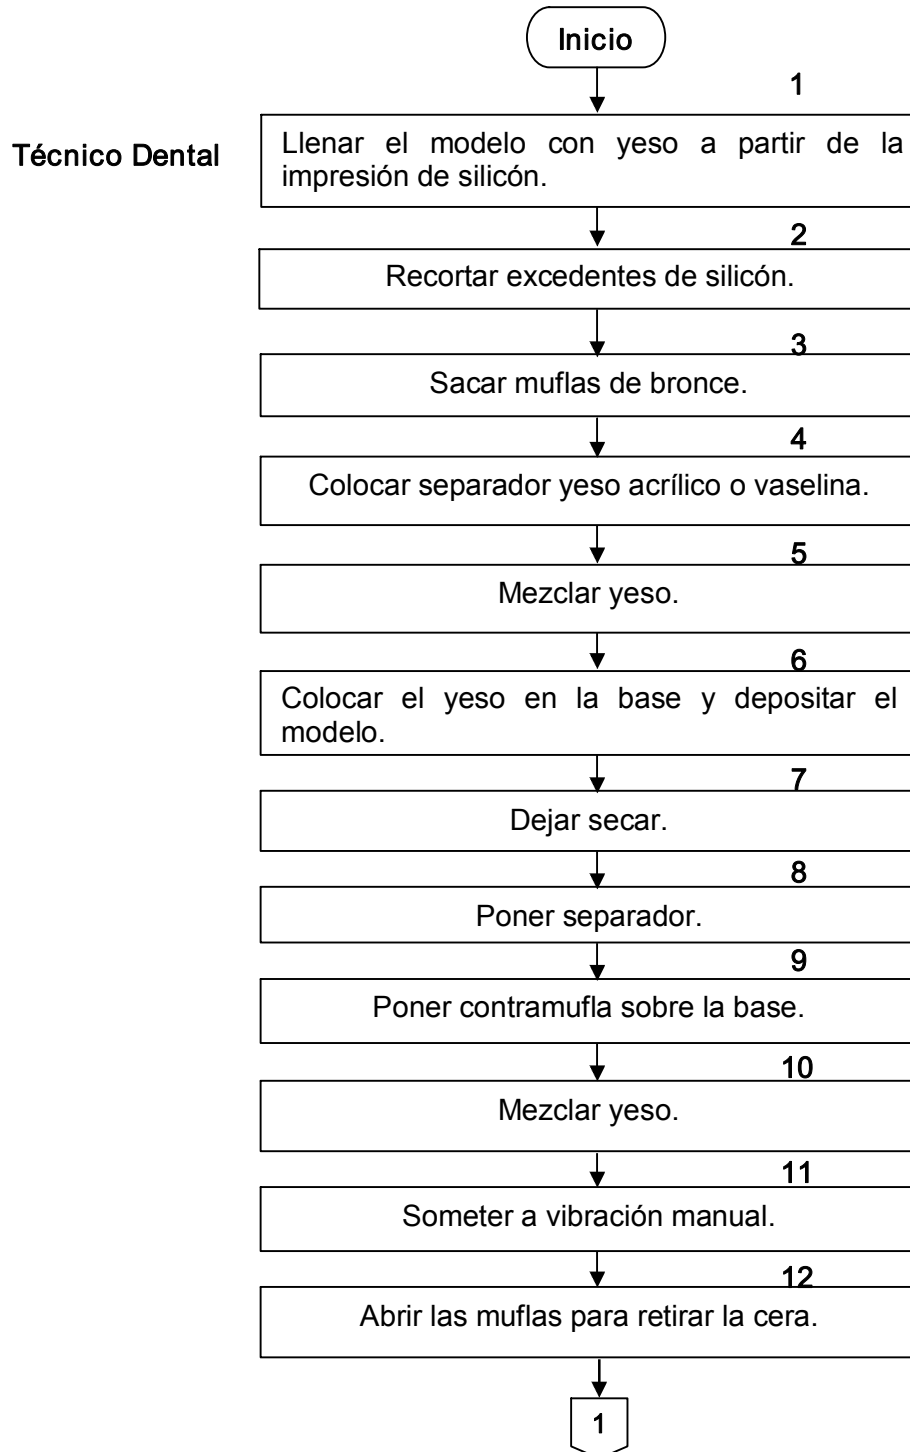 Inicio
1
Técnico Dental
Llenar el modelo con yeso a partir de la
impresión de silicón.
2
Recortar excedentes de silicón.
3
Sacar muflas de bronce.
4
Colocar separador yeso acrílico o vaselina.
5
Mezclar yeso.
6
Colocar el yeso en la base y depositar el
modelo.
7
Dejar secar.
8
Poner separador.
9
Poner contramufla sobre la base.
10
Mezclar yeso.
11
Someter a vibración manual.
12
Abrir las muflas para retirar la cera.
1